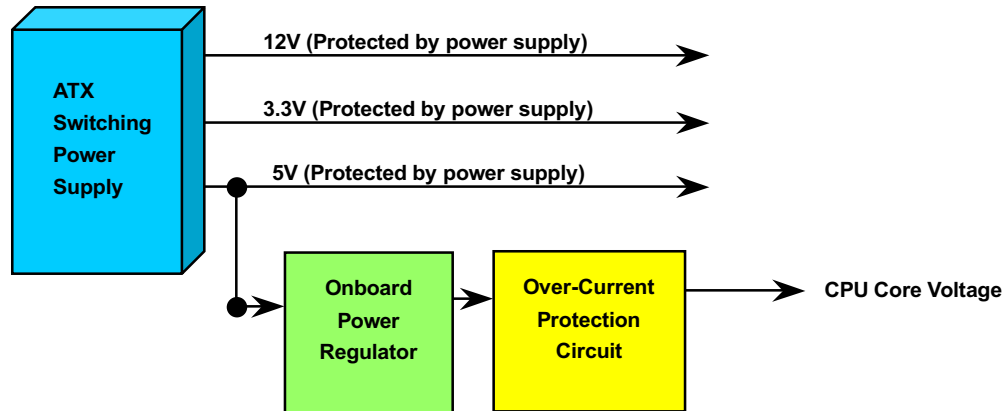 12V (Protected by power supply)
ATX
Switching
Power
Supply
3.3V (Protected by power supply)
5V (Protected by power supply)
Onboard
Power
Regulator
Over-Current
Protection
Circuit
CPU Core Voltage